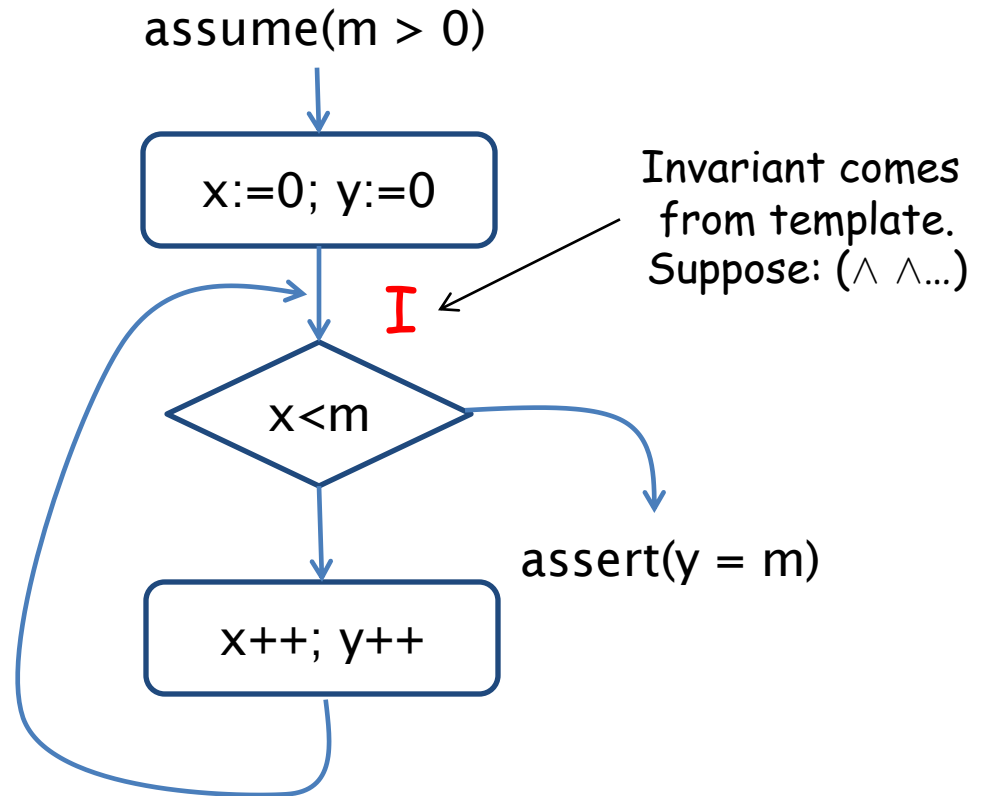 assume(m > 0)
x:=0; y:=0
Invariant comes
from template.
Suppose: (∧ ∧…)
I
x<m
assert(y = m)
x++; y++